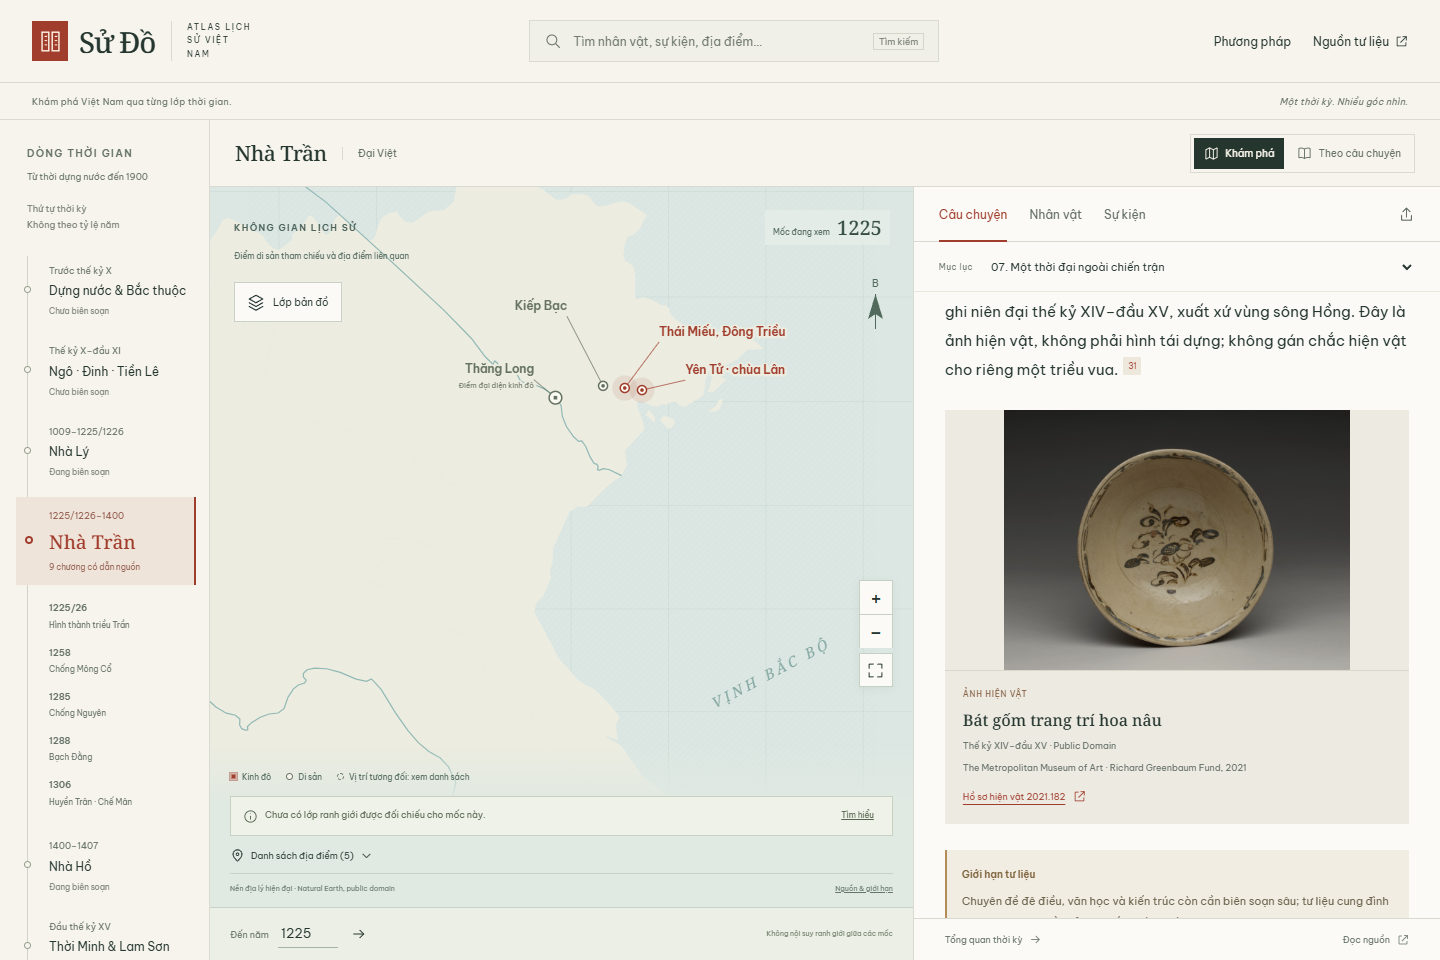 Sử Đồ
ATLAS LỊCH
SỬ VIỆT
NAM
Tìm nhân vật, sự kiện, địa điểm...
Tìm kiếm
Phương pháp
Nguồn tư liệu
Khám phá Việt Nam qua từng lớp thời gian.
Một thời kỳ. Nhiều góc nhìn.
DÒNG THỜI GIAN
Từ thời dựng nước đến 1900
Thứ tự thời kỳ
Không theo tỷ lệ năm
Trước thế kỷ X
Dựng nước & Bắc thuộc
Chưa biên soạn
Thế kỷ X–đầu XI
Ngô · Đinh · Tiền Lê
Chưa biên soạn
1009–1225/1226
Nhà Lý
Đang biên soạn
1225/1226–1400
Nhà Trần
9 chương có dẫn nguồn
1225/26
Hình thành triều Trần
1258
Chống Mông Cổ
1285
Chống Nguyên
1288
Bạch Đằng
1306
Huyền Trân · Chế Mân
1400–1407
Nhà Hồ
Đang biên soạn
Đầu thế kỷ XV
Thời Minh & Lam Sơn
Nhà Trần
Đại Việt
Khám phá
Theo câu chuyện
KHÔNG GIAN LỊCH SỬ
Điểm di sản tham chiếu và địa điểm liên quan
Lớp bản đồ
Mốc đang xem 1225
B
Kiếp Bạc
Thái Miếu, Đông Triều
Thăng Long
Điểm đại diện kinh đô
Yên Tử · chùa Lân
VỊNH BẮC BỘ
+
−
Kinh đô
Di sản
Vị trí tương đối: xem danh sách
Chưa có lớp ranh giới được đối chiếu cho mốc này.
Tìm hiểu
Danh sách địa điểm (5)
Nền địa lý hiện đại · Natural Earth, public domain
Nguồn & giới hạn
Đến năm 1225
Không nội suy ranh giới giữa các mốc
Câu chuyện
Nhân vật
Sự kiện
Mục lục
07. Một thời đại ngoài chiến trận
ghi niên đại thế kỷ XIV–đầu XV, xuất xứ vùng sông Hồng. Đây là
ảnh hiện vật, không phải hình tái dựng; không gán chắc hiện vật
cho riêng một triều vua. 31
ẢNH HIỆN VẬT
Bát gốm trang trí hoa nâu
Thế kỷ XIV–đầu XV · Public Domain
The Metropolitan Museum of Art · Richard Greenbaum Fund, 2021
Hồ sơ hiện vật 2021.182
Giới hạn tư liệu
Chuyên đề đê điều, văn học và kiến trúc còn cần biên soạn sâu; tư liệu cung đình
Tổng quan thời kỳ
Đọc nguồn